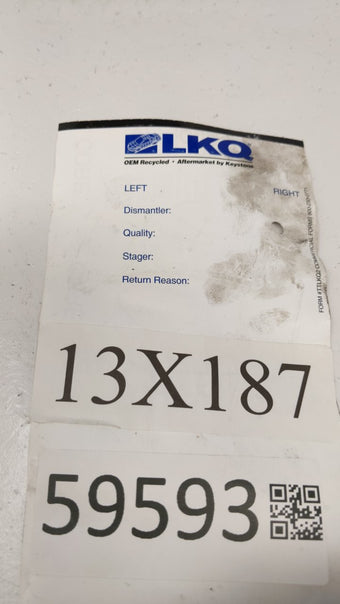 LKQ
OEM Recycled • Aftermarket by Keystone
LEFT RIGHT
Dismantler:
Quality:
Stager:
Return Reason:
13X187
59593